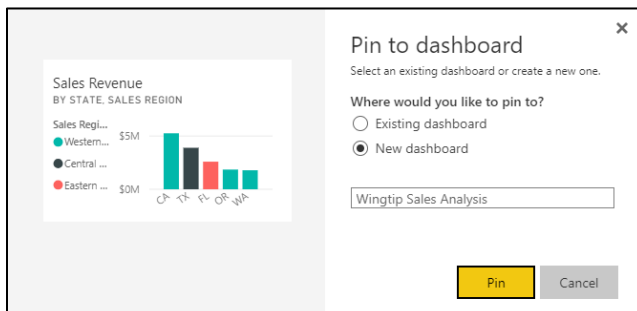 Sales Revenue
BY STATE, SALES REGION
Sales Regi...
Western...
Central ...
Eastern ...
$5M
$0M
CA TX FL OR WA
Pin to dashboard
Select an existing dashboard or create a new one.
Where would you like to pin to?
Existing dashboard
New dashboard
Wingtip Sales Analysis
Pin Cancel